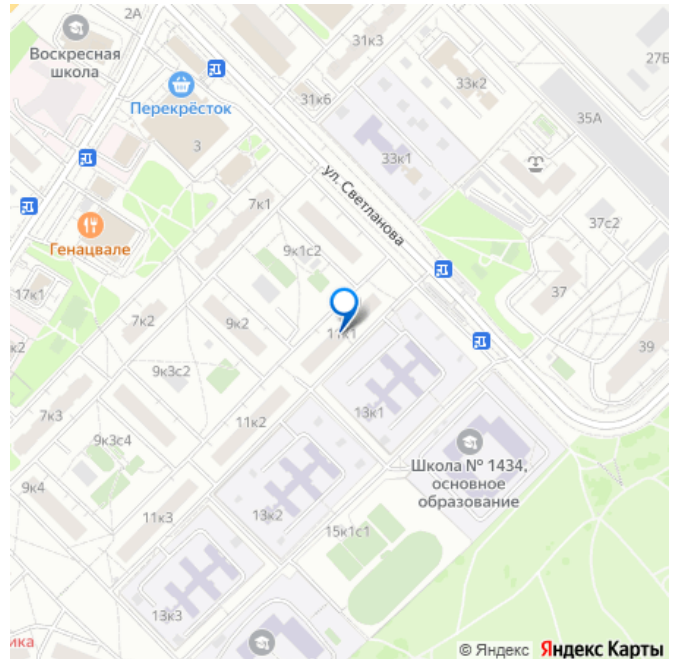 2А
Воскресная
школа
31к3
27Б
33к2
31к6
35А
Перекрёсток
3
33к1
ул. Светланова
7к1
37с2
Генацвале
9к1с2
37
17к1
7к2
9к2
11к1
39
к2
9к3с2
13к1
7к3
11к2
9к3с4
Школа № 1434,
основное
образование
9к4
11к3
13к2
15к1с1
13к3
ика
© Яндекс Яндекс Карты